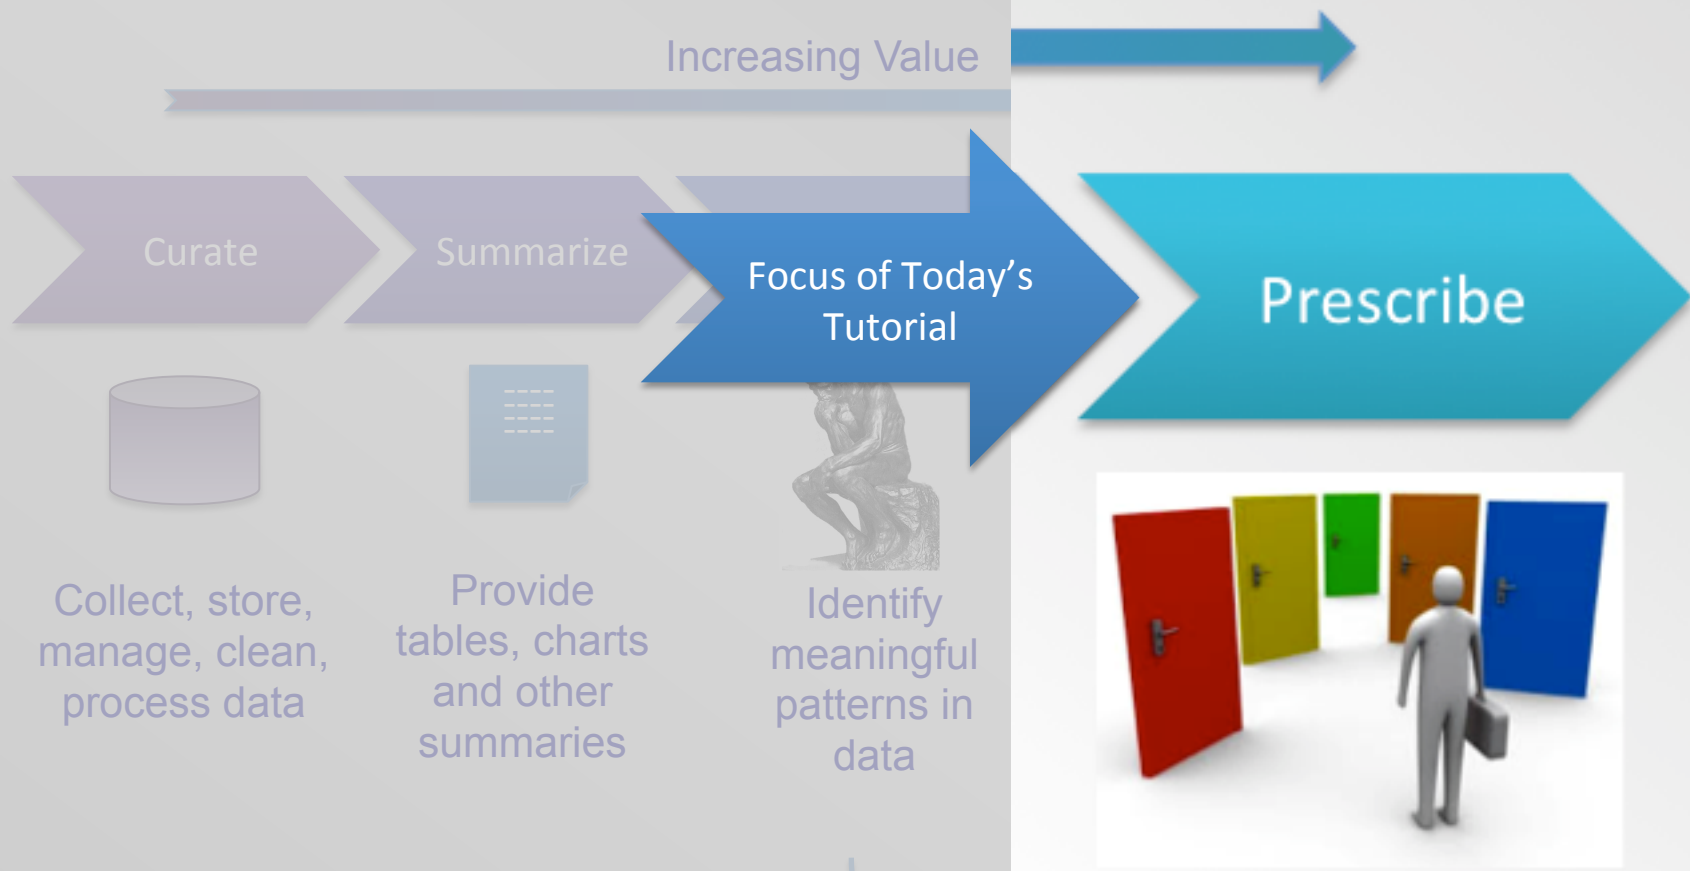 Increasing Value
Curate
Summarize
Focus of Today’s
Tutorial
Prescribe
Collect, store,
manage, clean,
process data
Provide
tables, charts
and other
summaries
Identify
meaningful
patterns in
data